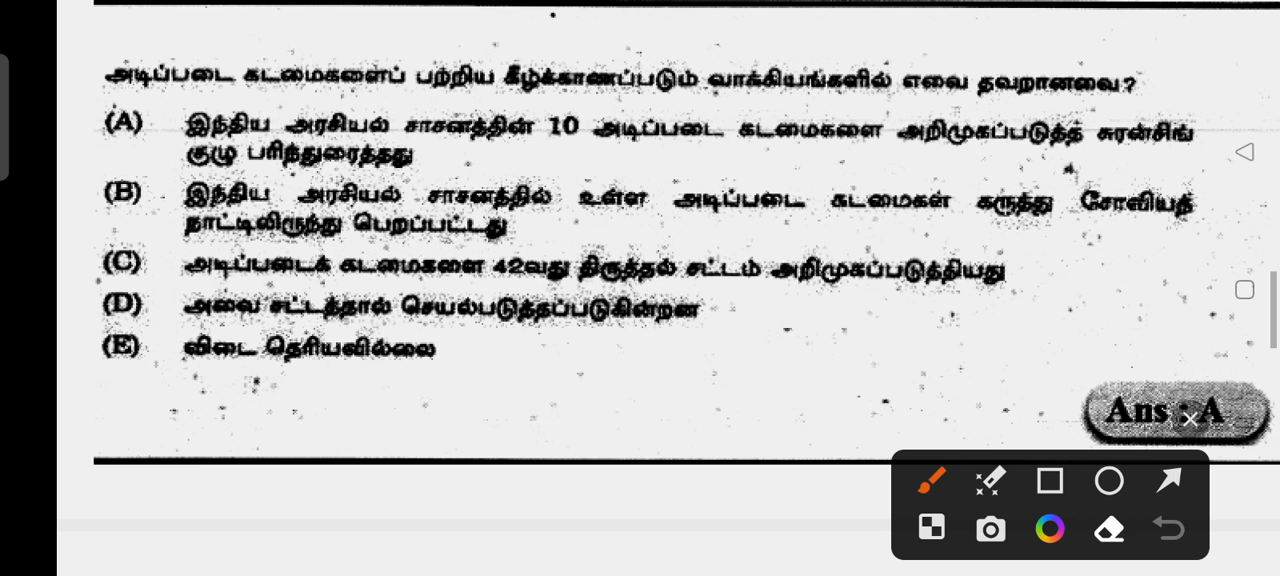 அடிப்படை கடமைகளைப் பற்றிய கீழ்க்காணப்படும் வாக்கியங்களில் எவை தவறானவை?
(A) இந்திய அரசியல் சாசனத்தின் 10 அடிப்படை கடமைகளை அறிமுகப்படுத்த சுரன்சிங்
குழு பரிந்துரைத்தது
(B) இந்திய அரசியல் சாசனத்தில் உள்ள அடிப்படை கடமைகள் கருத்து சோவியத்
நாட்டிலிருந்து பெறப்பட்டது
(C) அடிப்படைக் கடமைகளை 42வது திருத்தல் சட்டம் அறிமுகப்படுத்தியது
(D) அவை சட்டத்தால் செயல்படுத்தப்படுகின்றன
(E) விடை தெரியவில்லை
Ans : A